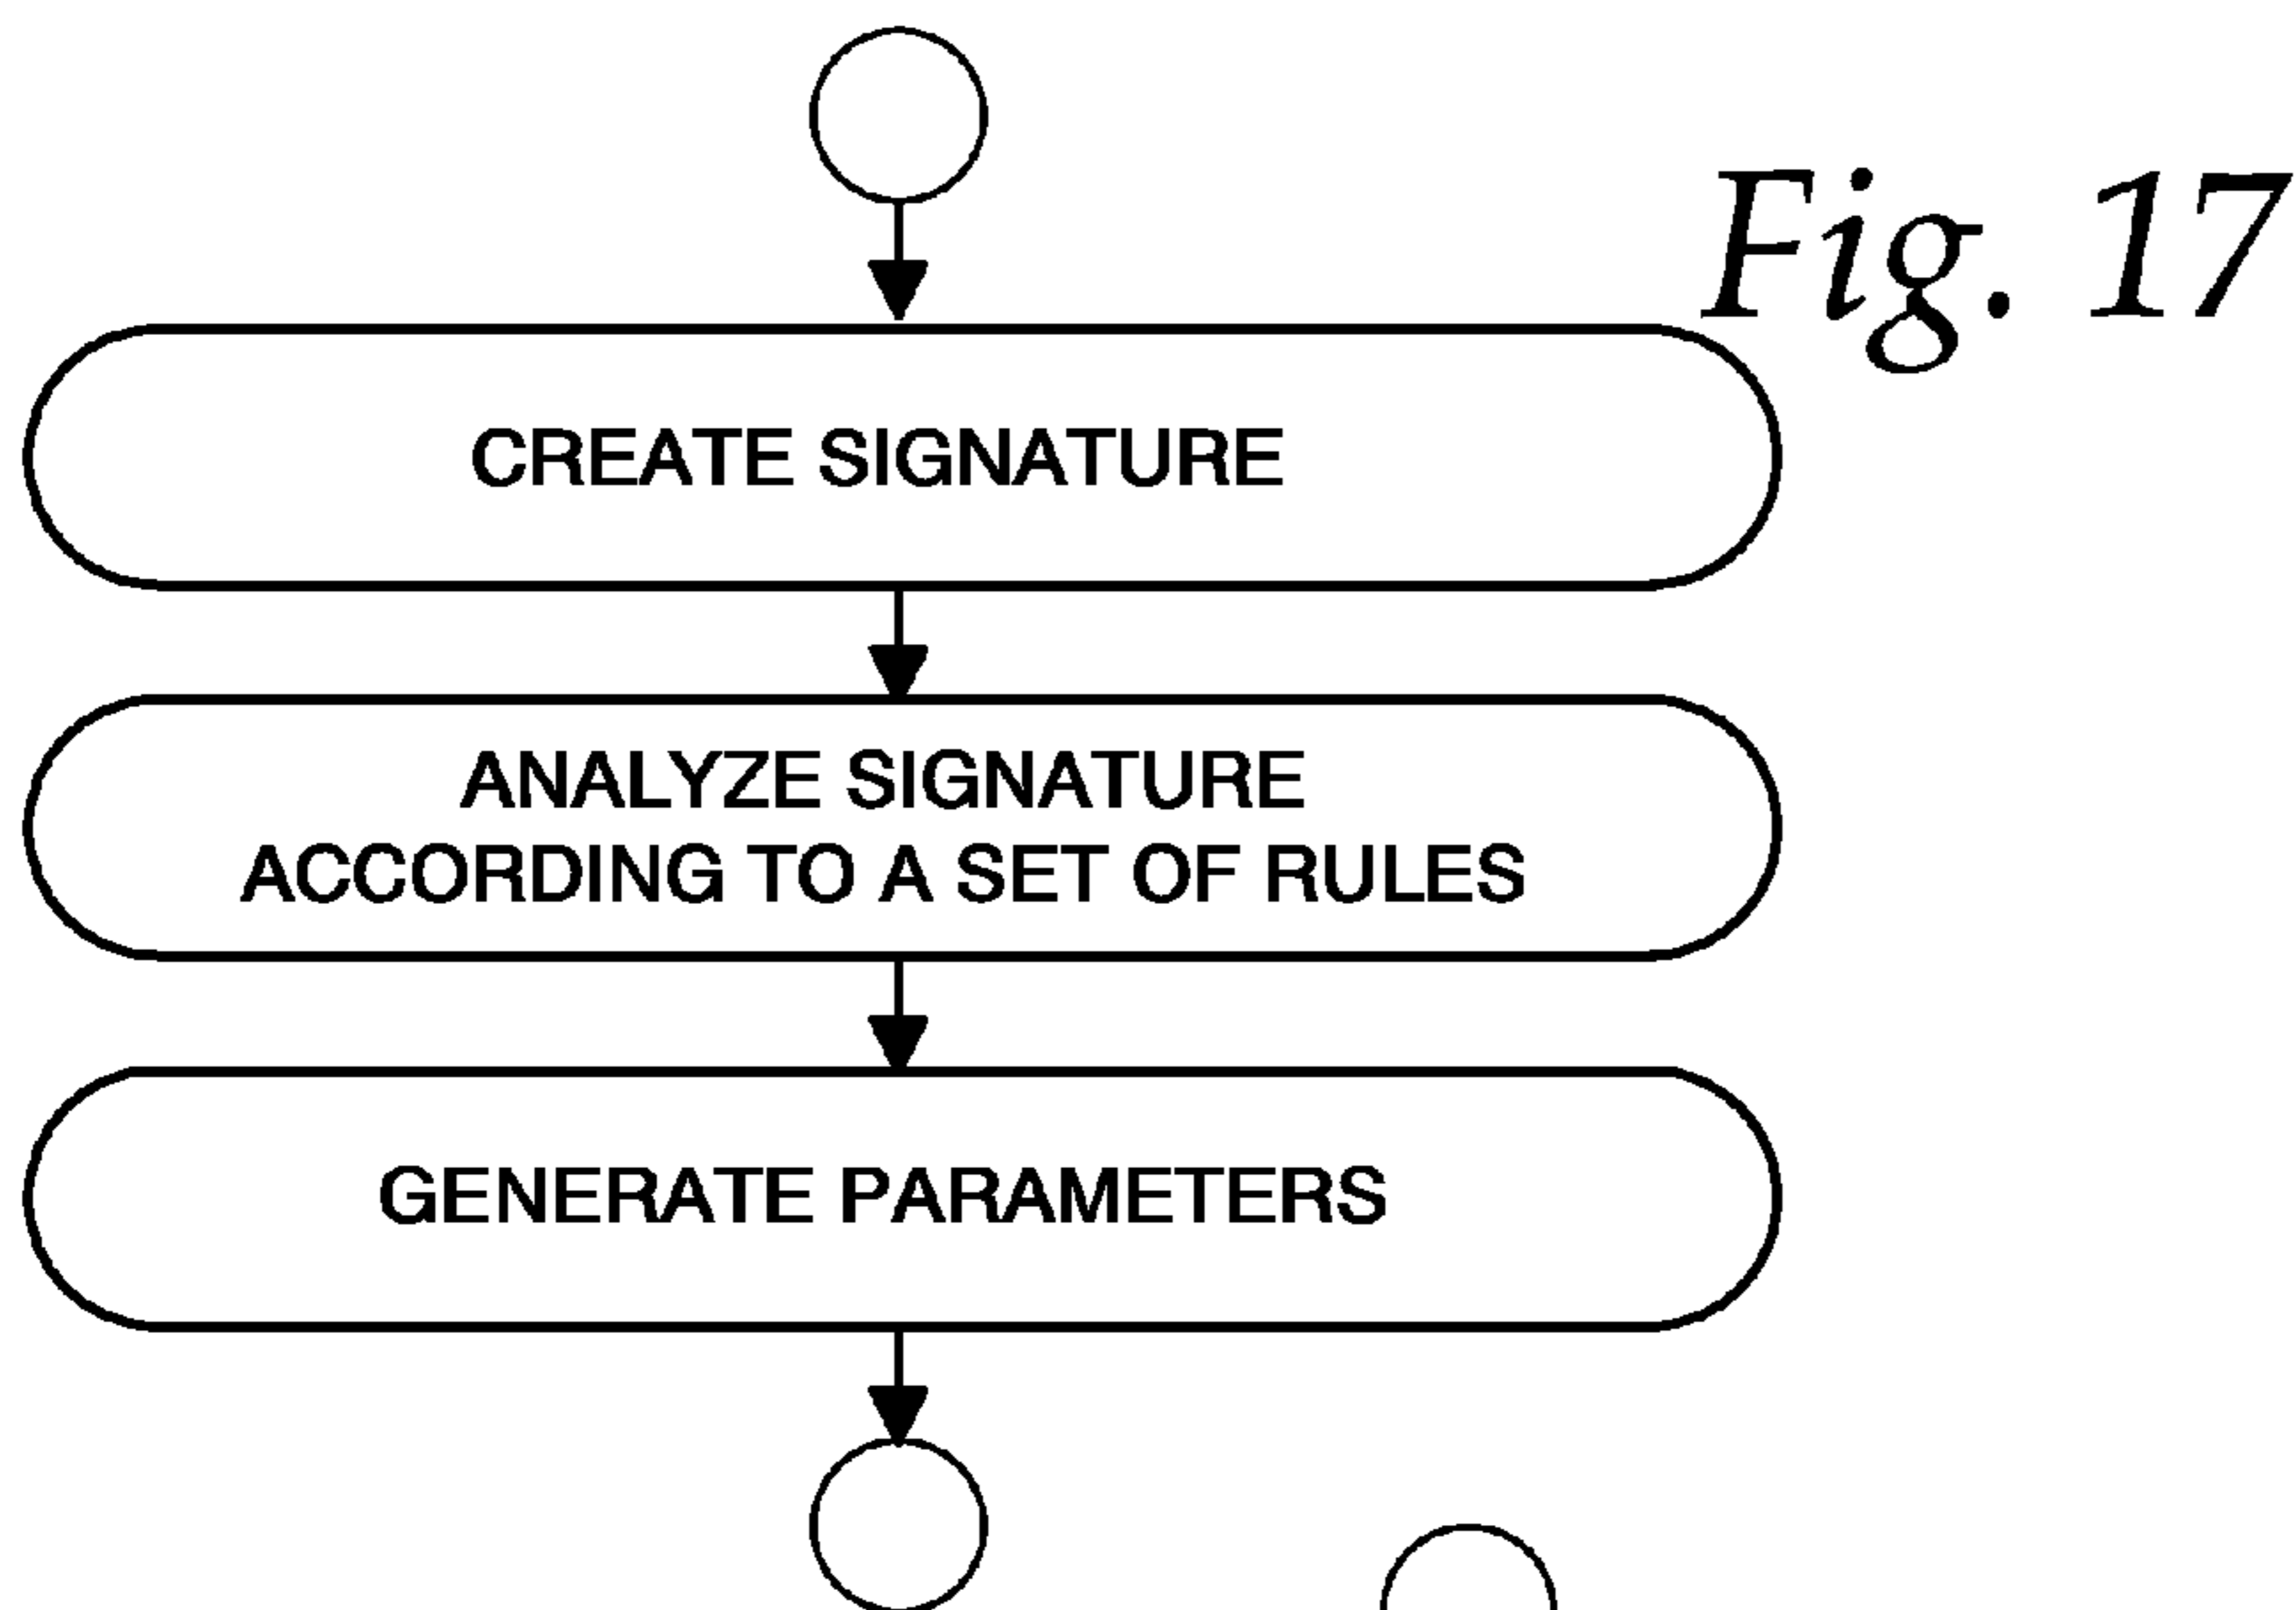 Fig. 17
CREATE SIGNATURE
ANALYZE SIGNATURE
ACCORDING TO A SET OF RULES
GENERATE PARAMETERS